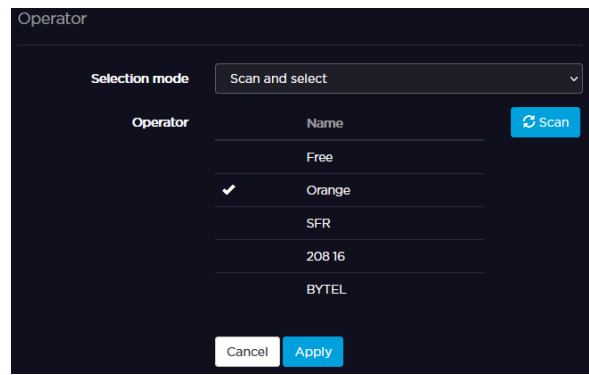 Operator
Selection mode
Scan and select
Operator
Name
Scan
Free
Orange
SFR
208 16
BYTEL
Cancel
Apply